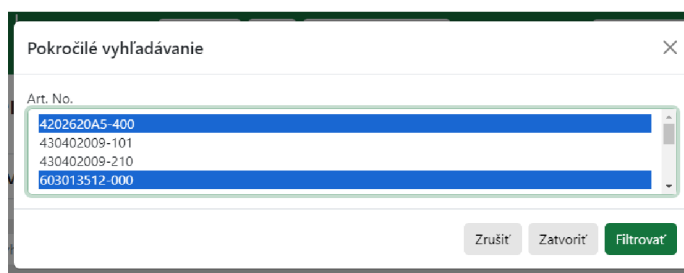 Pokročilé vyhľadávanie
Art. No.
4202620A5-400
430402009-101
430402009-210
603013512-000
Zrušiť Zatvoriť Filtrovať